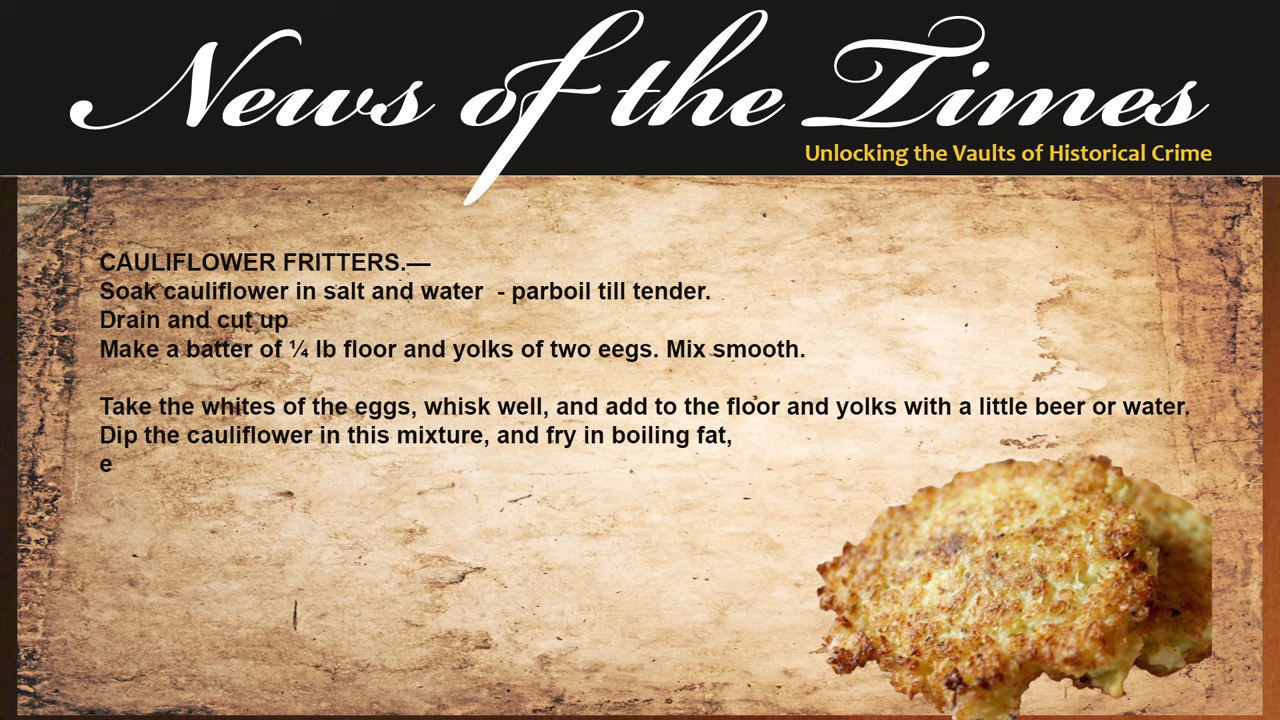 News of the Times
Unlocking the Vaults of Historical Crime
CAULIFLOWER FRITTERS.—
Soak cauliflower in salt and water  - parboil till tender.
Drain and cut up
Make a batter of ¼ lb floor and yolks of two eegs. Mix smooth.
Take the whites of the eggs, whisk well, and add to the floor and yolks with a little beer or water.
Dip the cauliflower in this mixture, and fry in boiling fat,
e